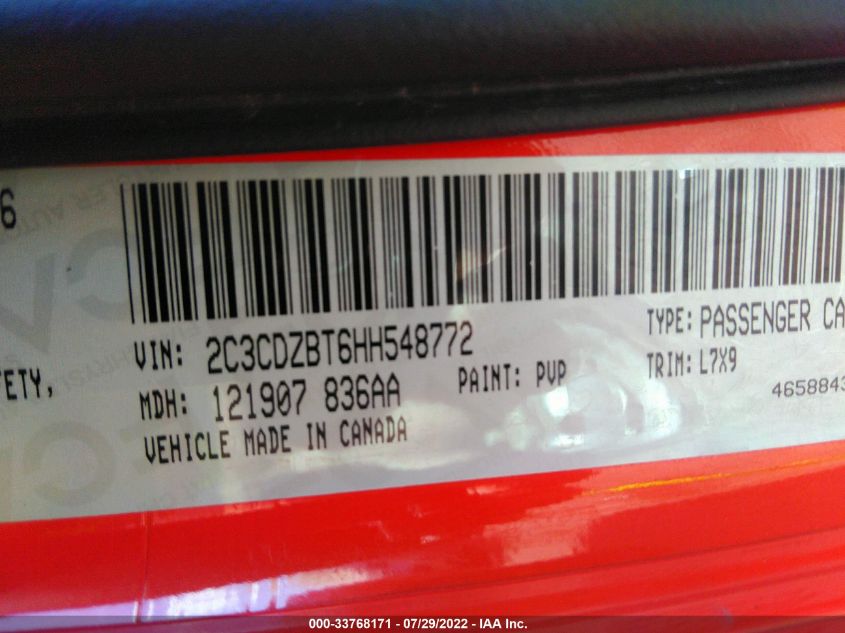 6
VIN: 2C3CDZBT6HH548772
TYPE: PASSENGER CA
ETY,
MDH: 121907 836AA
PAINT: PVP
TRIM: L7X9
4658843
VEHICLE MADE IN CANADA
000-33768171 - 07/29/2022 - IAA Inc.